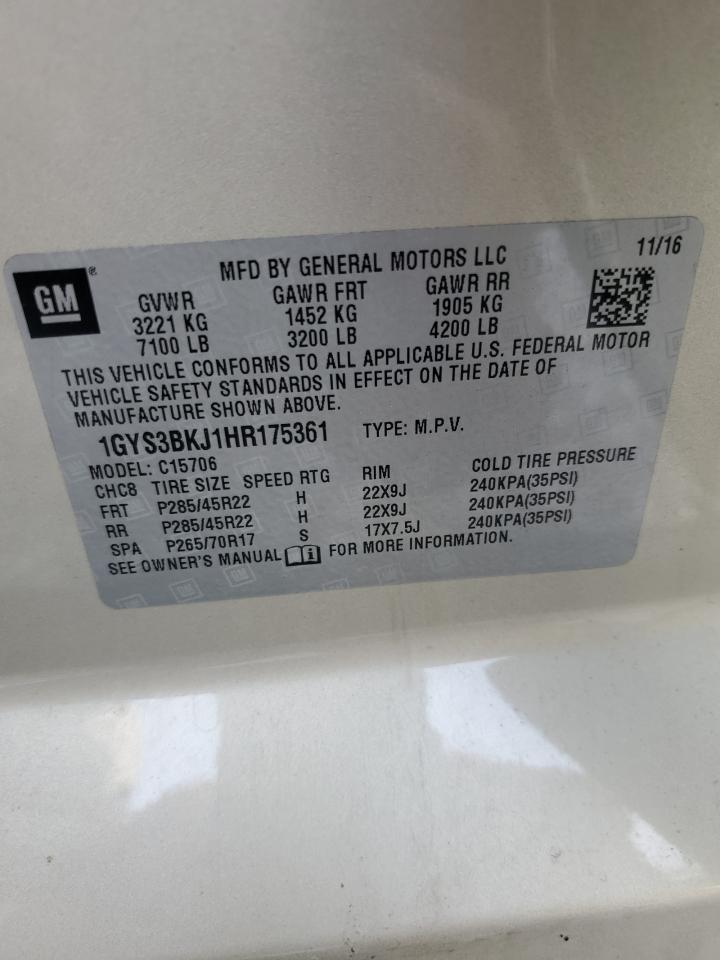 GM®
MFD BY GENERAL MOTORS LLC 11/16
GVWR GAWR FRT GAWR RR
3221 KG 1452 KG 1905 KG
7100 LB 3200 LB 4200 LB
THIS VEHICLE CONFORMS TO ALL APPLICABLE U.S. FEDERAL MOTOR
VEHICLE SAFETY STANDARDS IN EFFECT ON THE DATE OF
MANUFACTURE SHOWN ABOVE.
1GYS3BKJ1HR175361 TYPE: M.P.V.
MODEL: C15706
CHC8 TIRE SIZE SPEED RTG RIM COLD TIRE PRESSURE
FRT P285/45R22 H 22X9J 240KPA(35PSI)
RR P285/45R22 H 22X9J 240KPA(35PSI)
SPA P265/70R17 S 17X7.5J 240KPA(35PSI)
SEE OWNER'S MANUAL i FOR MORE INFORMATION.